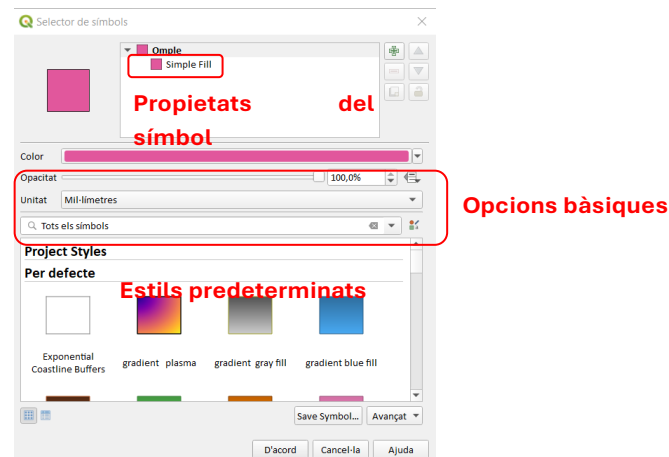 Selector de símbols
Omple
Simple Fill
Propietats del
símbol
Color
Opacitat 100,0%
Unitat Mil·límetres
Opcions bàsiques
Tots els símbols
Project Styles
Per defecte
Estils predeterminats
Exponential
Coastline Buffers
gradient plasma
gradient gray fill
gradient blue fill
Save Symbol... Avançat
D'acord Cancel·la Ajuda